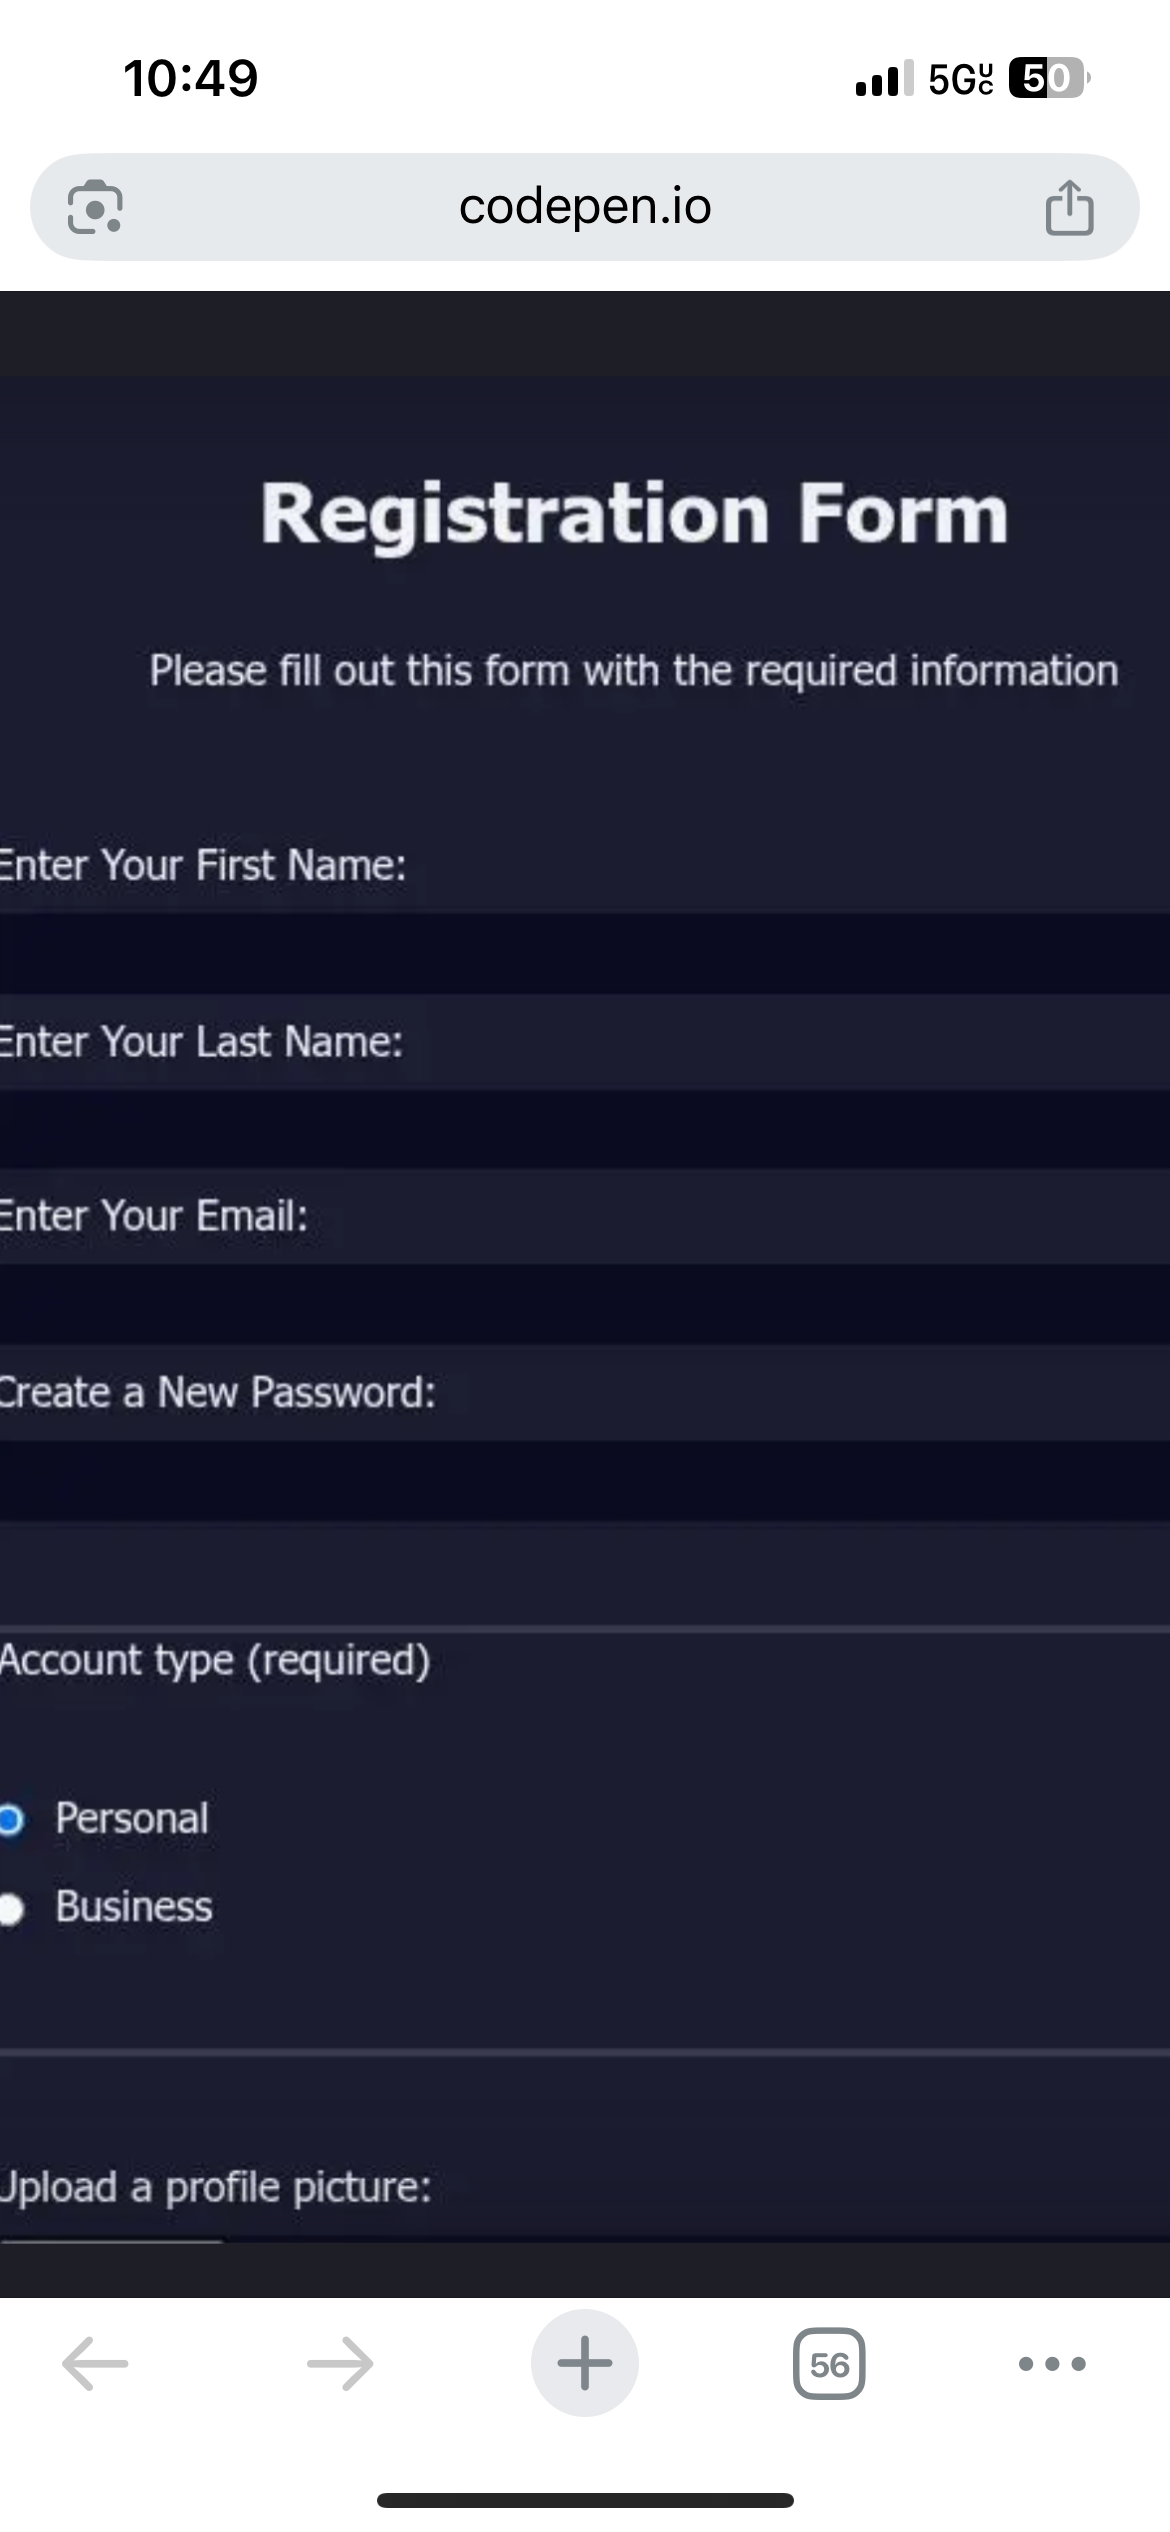 10:49 5GUC 50
codepen.io
Registration Form
Please fill out this form with the required information
Enter Your First Name:
Enter Your Last Name:
Enter Your Email:
Create a New Password:
Account type (required)
Personal
Business
Upload a profile picture:
56